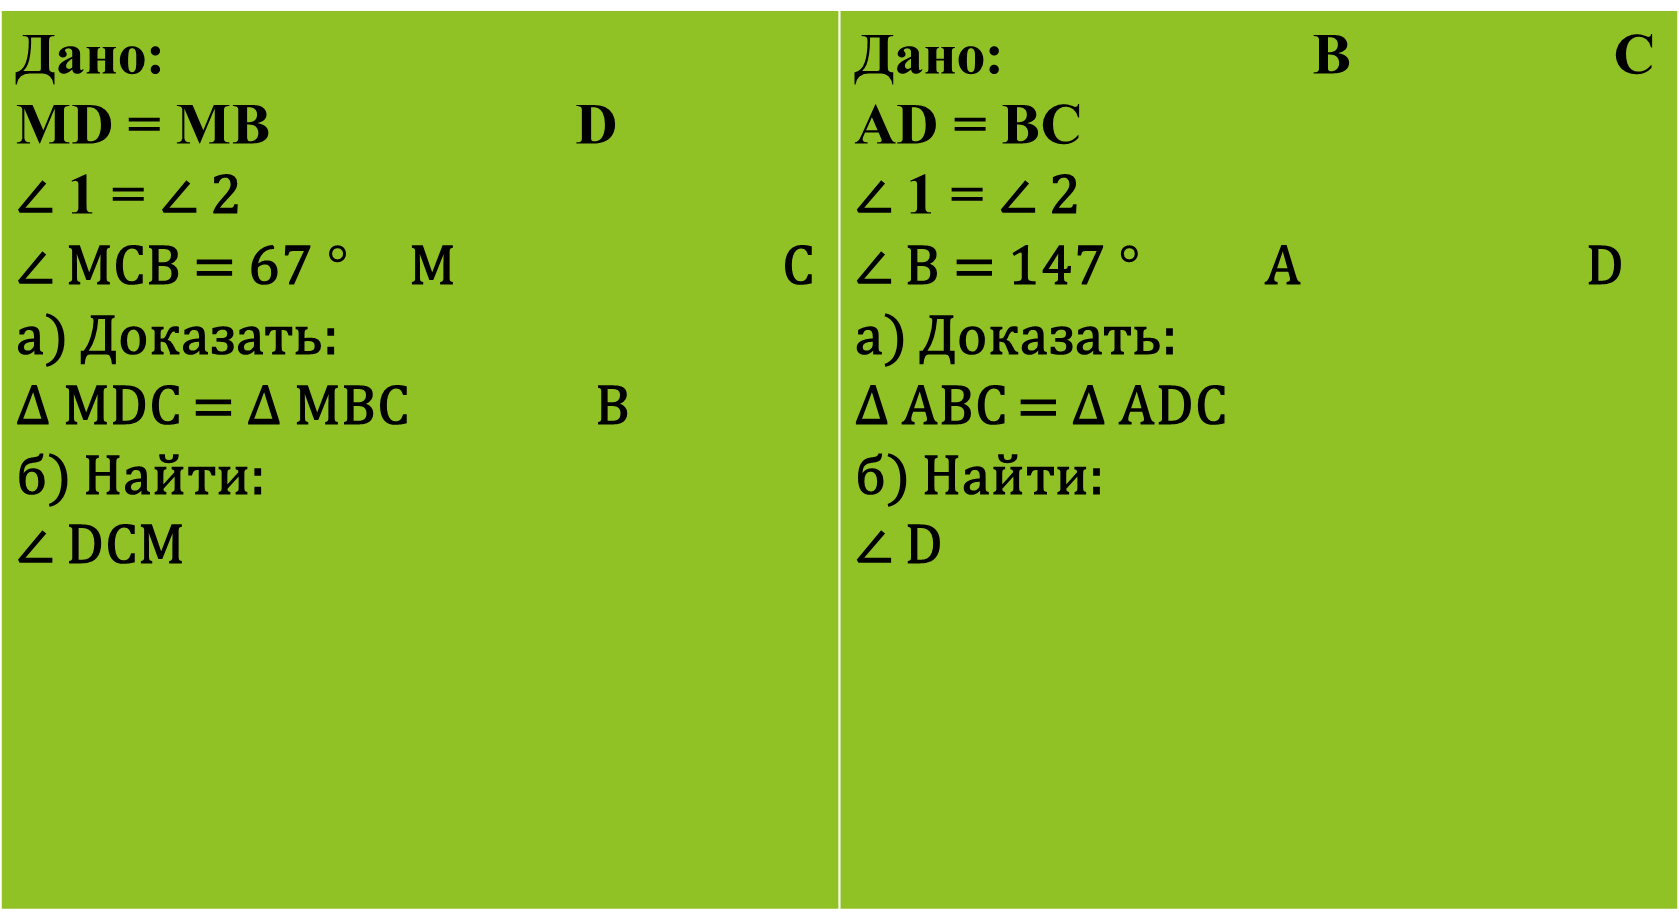 Дано:
MD = MB D
∠ 1 = ∠ 2
∠ MCB = 67 ° M C
а) Доказать:
Δ MDC = Δ MBC B
б) Найти:
∠ DCM
Дано: B C
AD = BC
∠ 1 = ∠ 2
∠ B = 147 ° A D
а) Доказать:
Δ ABC = Δ ADC
б) Найти:
∠ D